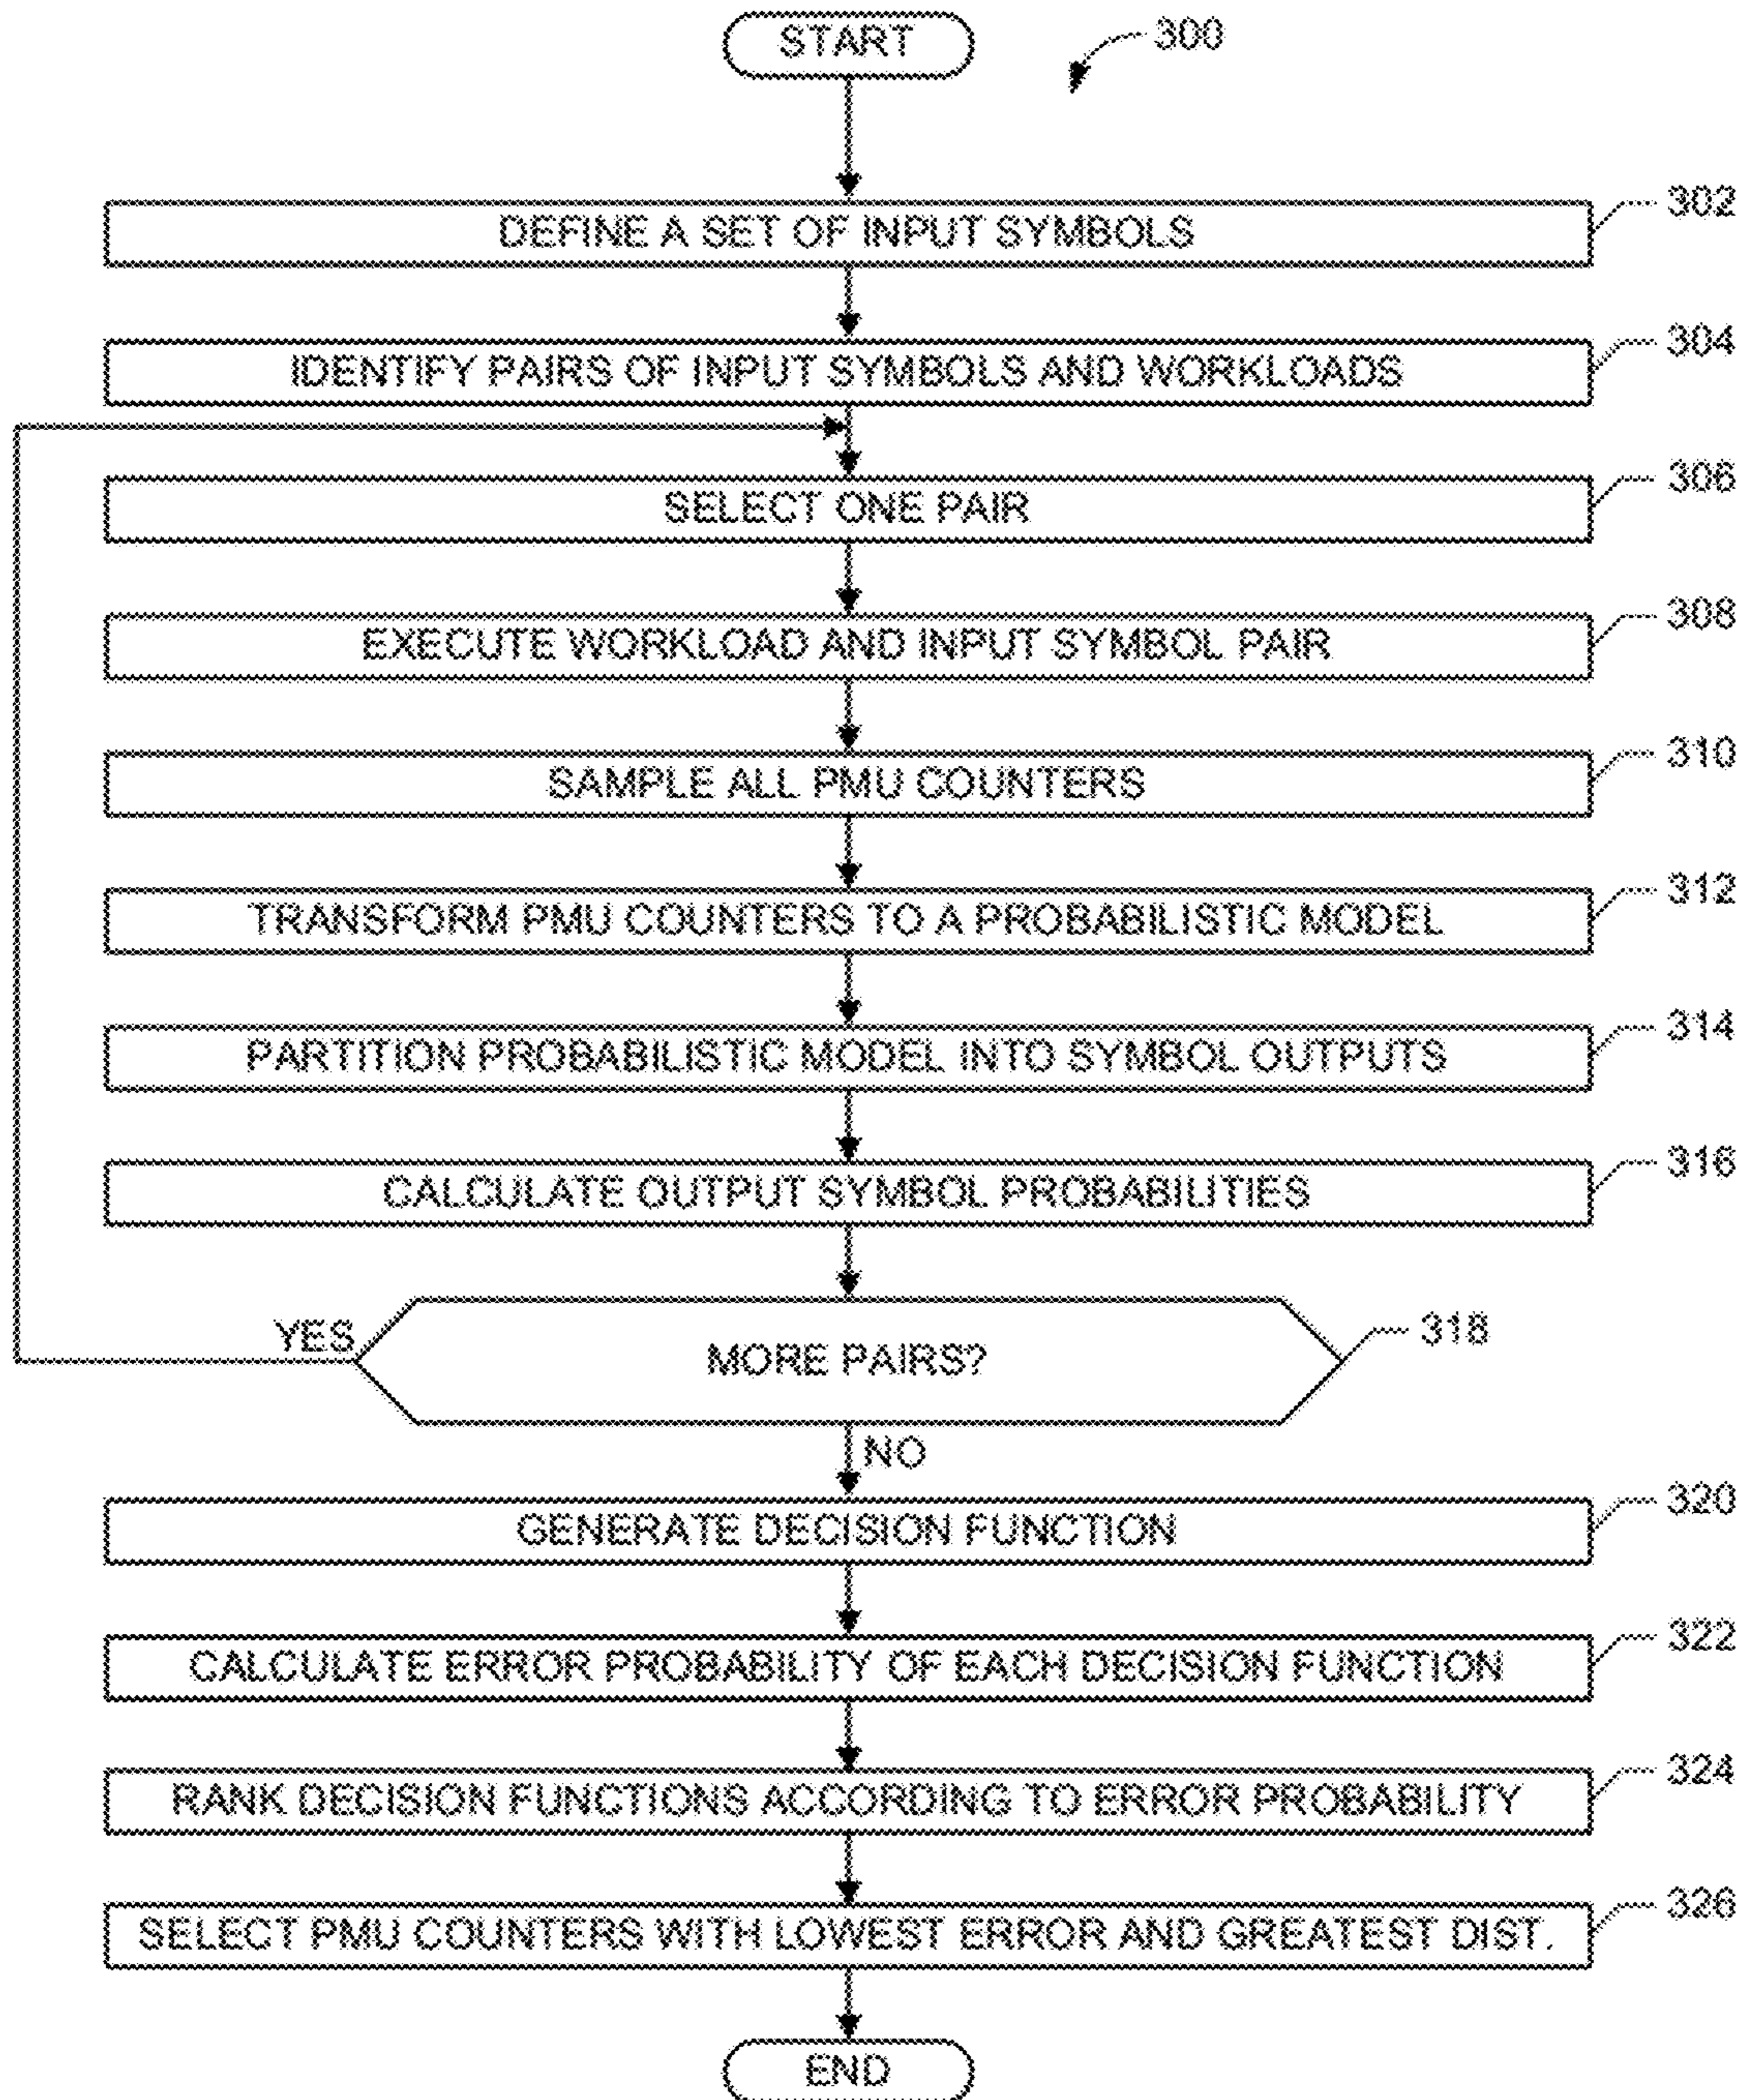 START
300
DEFINE A SET OF INPUT SYMBOLS
302
IDENTIFY PAIRS OF INPUT SYMBOLS AND WORKLOADS
304
SELECT ONE PAIR
306
EXECUTE WORKLOAD AND INPUT SYMBOL PAIR
308
SAMPLE ALL PMU COUNTERS
310
TRANSFORM PMU COUNTERS TO A PROBABILISTIC MODEL
312
PARTITION PROBABILISTIC MODEL INTO SYMBOL OUTPUTS
314
CALCULATE OUTPUT SYMBOL PROBABILITIES
316
YES
MORE PAIRS?
318
NO
GENERATE DECISION FUNCTION
320
CALCULATE ERROR PROBABILITY OF EACH DECISION FUNCTION
322
RANK DECISION FUNCTIONS ACCORDING TO ERROR PROBABILITY
324
SELECT PMU COUNTERS WITH LOWEST ERROR AND GREATEST DIST.
326
END